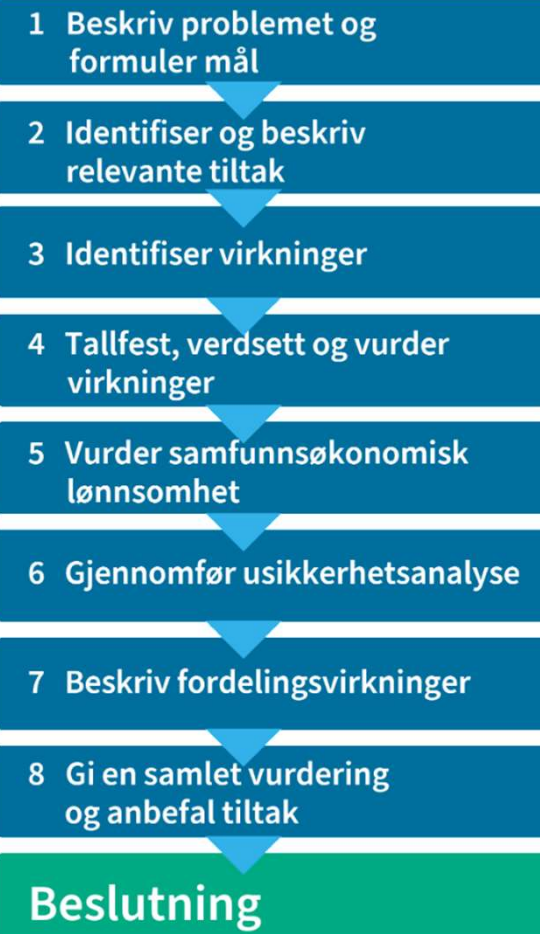 1 Beskriv problemet og
formuler mål
2 Identifiser og beskriv
relevante tiltak
3 Identifiser virkninger
4 Tallfest, verdsett og vurder
virkninger
5 Vurder samfunnsøkonomisk
lønnsomhet
6 Gjennomfør usikkerhetsanalyse
7 Beskriv fordelingsvirkninger
8 Gi en samlet vurdering
og anbefal tiltak
Beslutning